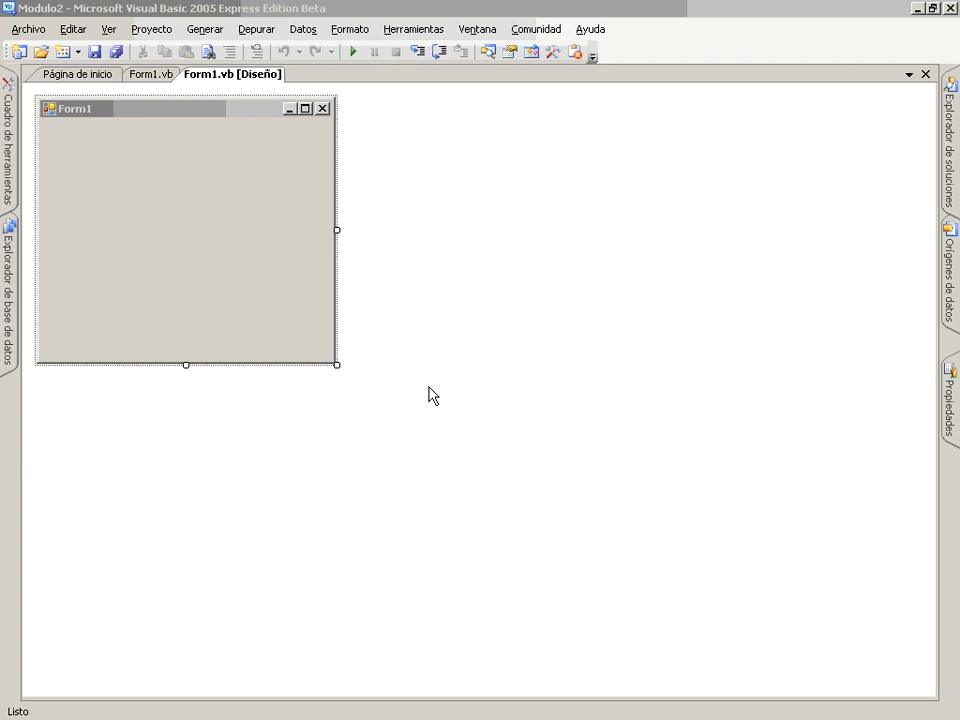 Modulo2 - Microsoft Visual Basic 2005 Express Edition Beta
Archivo Editar Ver Proyecto Generar Depurar Datos Formato Herramientas Ventana Comunidad Ayuda
Página de inicio Form1.vb Form1.vb [Diseño]
Form1
Cuadro de herramientas
Explorador de base de datos
Explorador de soluciones
Orígenes de datos
Propiedades
Listo